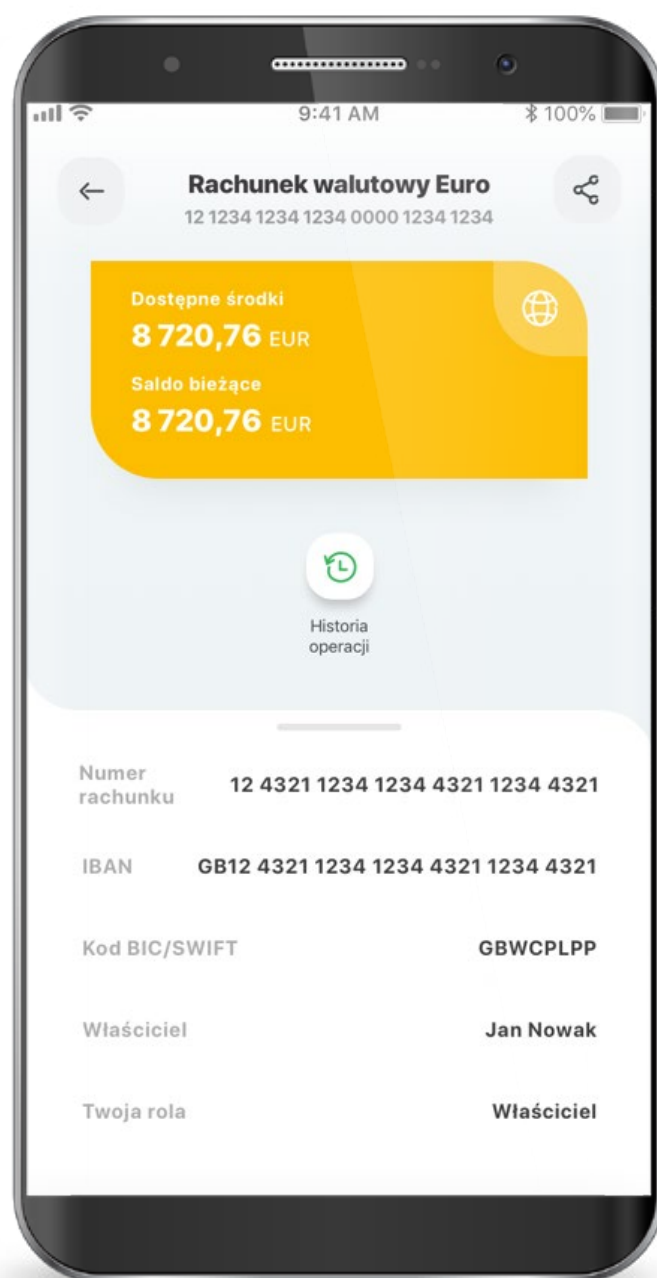 9:41 AM
100%
Rachunek walutowy Euro
12 1234 1234 1234 0000 1234 1234
Dostępne środki
8 720,76 EUR
Saldo bieżące
8 720,76 EUR
Historia
operacji
Numer
rachunku
12 4321 1234 1234 4321 1234 4321
IBAN GB12 4321 1234 1234 4321 1234 4321
Kod BIC/SWIFT GBWCPLPP
Właściciel Jan Nowak
Twoja rola Właściciel